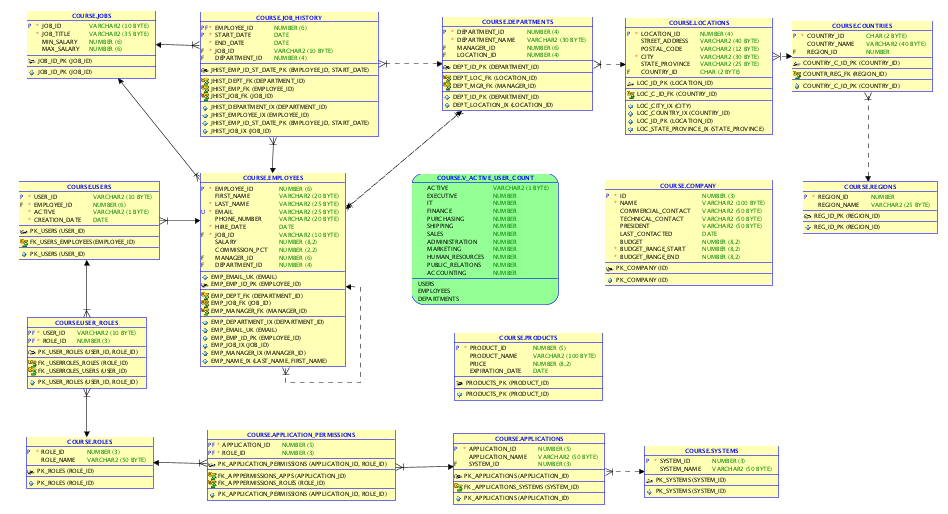 COURSE.JOBS
P * JOB_ID VARCHAR2 (10 BYTE)
* JOB_TITLE VARCHAR2 (35 BYTE)
MIN_SALARY NUMBER (6)
MAX_SALARY NUMBER (6)
JOB_ID_PK (JOB_ID)
JOB_ID_PK (JOB_ID)
COURSE.JOB_HISTORY
PF * EMPLOYEE_ID NUMBER (6)
P * START_DATE DATE
* END_DATE DATE
F * JOB_ID VARCHAR2 (10 BYTE)
F DEPARTMENT_ID NUMBER (4)
JHIST_EMP_ID_ST_DATE_PK (EMPLOYEE_ID, START_DATE)
JHIST_DEPT_FK (DEPARTMENT_ID)
JHIST_EMP_FK (EMPLOYEE_ID)
JHIST_JOB_FK (JOB_ID)
JHIST_DEPARTMENT_IX (DEPARTMENT_ID)
JHIST_EMPLOYEE_IX (EMPLOYEE_ID)
JHIST_EMP_ID_ST_DATE_PK (EMPLOYEE_ID, START_DATE)
JHIST_JOB_IX (JOB_ID)
COURSE.DEPARTMENTS
P * DEPARTMENT_ID NUMBER (4)
* DEPARTMENT_NAME VARCHAR2 (30 BYTE)
F MANAGER_ID NUMBER (6)
F LOCATION_ID NUMBER (4)
DEPT_ID_PK (DEPARTMENT_ID)
DEPT_LOC_FK (LOCATION_ID)
DEPT_MGR_FK (MANAGER_ID)
DEPT_ID_PK (DEPARTMENT_ID)
DEPT_LOCATION_IX (LOCATION_ID)
COURSE.LOCATIONS
P * LOCATION_ID NUMBER (4)
STREET_ADDRESS VARCHAR2 (40 BYTE)
POSTAL_CODE VARCHAR2 (12 BYTE)
* CITY VARCHAR2 (30 BYTE)
STATE_PROVINCE VARCHAR2 (25 BYTE)
F COUNTRY_ID CHAR (2 BYTE)
LOC_ID_PK (LOCATION_ID)
LOC_C_ID_FK (COUNTRY_ID)
LOC_CITY_IX (CITY)
LOC_COUNTRY_IX (COUNTRY_ID)
LOC_ID_PK (LOCATION_ID)
LOC_STATE_PROVINCE_IX (STATE_PROVINCE)
COURSE.COUNTRIES
P * COUNTRY_ID CHAR (2 BYTE)
COUNTRY_NAME VARCHAR2 (40 BYTE)
F REGION_ID NUMBER
COUNTRY_C_ID_PK (COUNTRY_ID)
COUNTR_REG_FK (REGION_ID)
COUNTRY_C_ID_PK (COUNTRY_ID)
COURSE.USERS
P * USER_ID VARCHAR2 (10 BYTE)
F * EMPLOYEE_ID NUMBER (6)
* ACTIVE VARCHAR2 (1 BYTE)
* CREATION_DATE DATE
PK_USERS (USER_ID)
FK_USERS_EMPLOYEES (EMPLOYEE_ID)
PK_USERS (USER_ID)
COURSE.EMPLOYEES
P * EMPLOYEE_ID NUMBER (6)
FIRST_NAME VARCHAR2 (20 BYTE)
* LAST_NAME VARCHAR2 (25 BYTE)
U * EMAIL VARCHAR2 (25 BYTE)
PHONE_NUMBER VARCHAR2 (20 BYTE)
* HIRE_DATE DATE
F * JOB_ID VARCHAR2 (10 BYTE)
SALARY NUMBER (8,2)
COMMISSION_PCT NUMBER (2,2)
F MANAGER_ID NUMBER (6)
F DEPARTMENT_ID NUMBER (4)
EMP_EMAIL_UK (EMAIL)
EMP_EMP_ID_PK (EMPLOYEE_ID)
EMP_DEPT_FK (DEPARTMENT_ID)
EMP_JOB_FK (JOB_ID)
EMP_MANAGER_FK (MANAGER_ID)
EMP_DEPARTMENT_IX (DEPARTMENT_ID)
EMP_EMAIL_UK (EMAIL)
EMP_EMP_ID_PK (EMPLOYEE_ID)
EMP_JOB_IX (JOB_ID)
EMP_MANAGER_IX (MANAGER_ID)
EMP_NAME_IX (LAST_NAME, FIRST_NAME)
COURSE.V_ACTIVE_USER_COUNT
ACTIVE VARCHAR2 (1 BYTE)
EXECUTIVE NUMBER
IT NUMBER
FINANCE NUMBER
PURCHASING NUMBER
SHIPPING NUMBER
SALES NUMBER
ADMINISTRATION NUMBER
MARKETING NUMBER
HUMAN_RESOURCES NUMBER
PUBLIC_RELATIONS NUMBER
ACCOUNTING NUMBER
USERS
EMPLOYEES
DEPARTMENTS
COURSE.COMPANY
P * ID NUMBER (3)
* NAME VARCHAR2 (100 BYTE)
COMMERCIAL_CONTACT VARCHAR2 (50 BYTE)
TECHNICAL_CONTACT VARCHAR2 (50 BYTE)
PRESIDENT VARCHAR2 (50 BYTE)
LAST_CONTACTED DATE
* BUDGET NUMBER (8,2)
* BUDGET_RANGE_START NUMBER (8,2)
* BUDGET_RANGE_END NUMBER (8,2)
PK_COMPANY (ID)
PK_COMPANY (ID)
COURSE.REGIONS
P * REGION_ID NUMBER
REGION_NAME VARCHAR2 (25 BYTE)
REG_ID_PK (REGION_ID)
REG_ID_PK (REGION_ID)
COURSE.USER_ROLES
PF * USER_ID VARCHAR2 (10 BYTE)
PF * ROLE_ID NUMBER (3)
PK_USER_ROLES (USER_ID, ROLE_ID)
FK_USERROLES_ROLES (ROLE_ID)
FK_USERROLES_USERS (USER_ID)
PK_USER_ROLES (USER_ID, ROLE_ID)
COURSE.PRODUCTS
P * PRODUCT_ID NUMBER (5)
PRODUCT_NAME VARCHAR2 (100 BYTE)
PRICE NUMBER (8,2)
EXPIRATION_DATE DATE
PRODUCTS_PK (PRODUCT_ID)
PRODUCTS_PK (PRODUCT_ID)
COURSE.ROLES
P * ROLE_ID NUMBER (3)
ROLE_NAME VARCHAR2 (50 BYTE)
PK_ROLES (ROLE_ID)
PK_ROLES (ROLE_ID)
COURSE.APPLICATION_PERMISSIONS
PF * APPLICATION_ID NUMBER (5)
PF * ROLE_ID NUMBER (3)
PK_APPLICATION_PERMISSIONS (APPLICATION_ID, ROLE_ID)
FK_APPPERMISSIONS_APPS (APPLICATION_ID)
FK_APPPERMISSIONS_ROLES (ROLE_ID)
PK_APPLICATION_PERMISSIONS (APPLICATION_ID, ROLE_ID)
COURSE.APPLICATIONS
P * APPLICATION_ID NUMBER (5)
APPLICATION_NAME VARCHAR2 (50 BYTE)
F SYSTEM_ID NUMBER (3)
PK_APPLICATIONS (APPLICATION_ID)
FK_APPLICATIONS_SYSTEMS (SYSTEM_ID)
PK_APPLICATIONS (APPLICATION_ID)
COURSE.SYSTEMS
P * SYSTEM_ID NUMBER (3)
SYSTEM_NAME VARCHAR2 (50 BYTE)
PK_SYSTEMS (SYSTEM_ID)
PK_SYSTEMS (SYSTEM_ID)